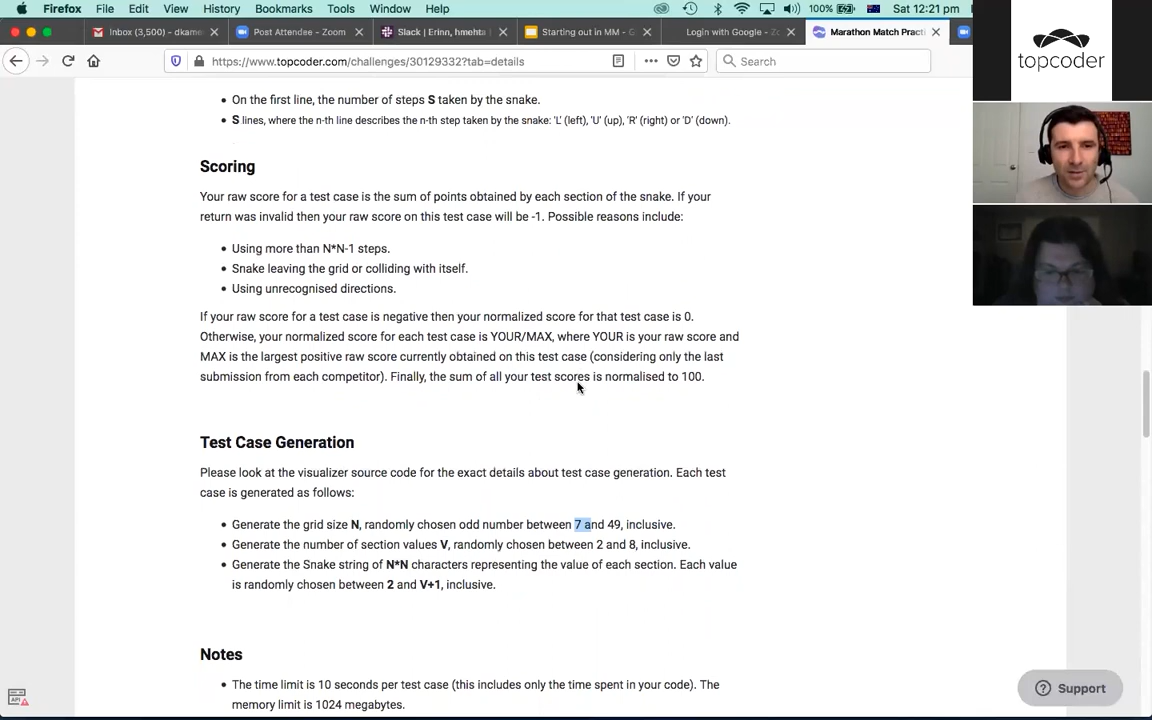 Firefox File Edit View History Bookmarks Tools Window Help 100% Sat 12:21 pm
Inbox (3,500) - dkame Post Attendee - Zoom Slack | Erinn, hmehta Starting out in MM - G Login with Google - Zo Marathon Match Practi
https://www.topcoder.com/challenges/30129332?tab=details Search
topcoder
On the first line, the number of steps S taken by the snake.
S lines, where the n-th line describes the n-th step taken by the snake: 'L' (left), 'U' (up), 'R' (right) or 'D' (down).
Scoring
Your raw score for a test case is the sum of points obtained by each section of the snake. If your
return was invalid then your raw score on this test case will be -1. Possible reasons include:
Using more than N*N-1 steps.
Snake leaving the grid or colliding with itself.
Using unrecognised directions.
If your raw score for a test case is negative then your normalized score for that test case is 0.
Otherwise, your normalized score for each test case is YOUR/MAX, where YOUR is your raw score and
MAX is the largest positive raw score currently obtained on this test case (considering only the last
submission from each competitor). Finally, the sum of all your test scores is normalised to 100.
Test Case Generation
Please look at the visualizer source code for the exact details about test case generation. Each test
case is generated as follows:
Generate the grid size N, randomly chosen odd number between 7 and 49, inclusive.
Generate the number of section values V, randomly chosen between 2 and 8, inclusive.
Generate the Snake string of N*N characters representing the value of each section. Each value
is randomly chosen between 2 and V+1, inclusive.
Notes
The time limit is 10 seconds per test case (this includes only the time spent in your code). The
memory limit is 1024 megabytes.
Support
API